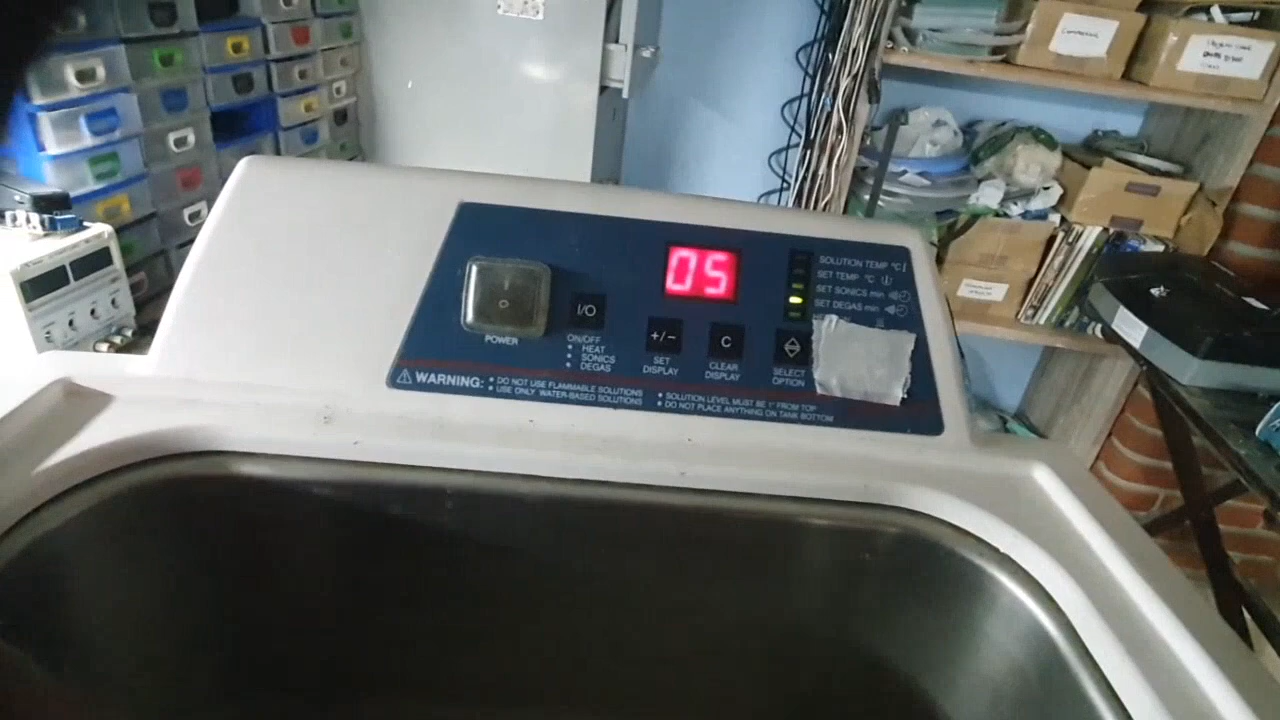 05
SOLUTION TEMP °C
SET TEMP °C
SET SONICS min
SET DEGAS min
I/O
+/−
C
POWER
ON/OFF
• HEAT
• SONICS
• DEGAS
SET
DISPLAY
CLEAR
DISPLAY
SELECT
OPTION
WARNING:
• DO NOT USE FLAMMABLE SOLUTIONS
• USE ONLY WATER-BASED SOLUTIONS
• SOLUTION LEVEL MUST BE 1" FROM TOP
• DO NOT PLACE ANYTHING ON TANK BOTTOM